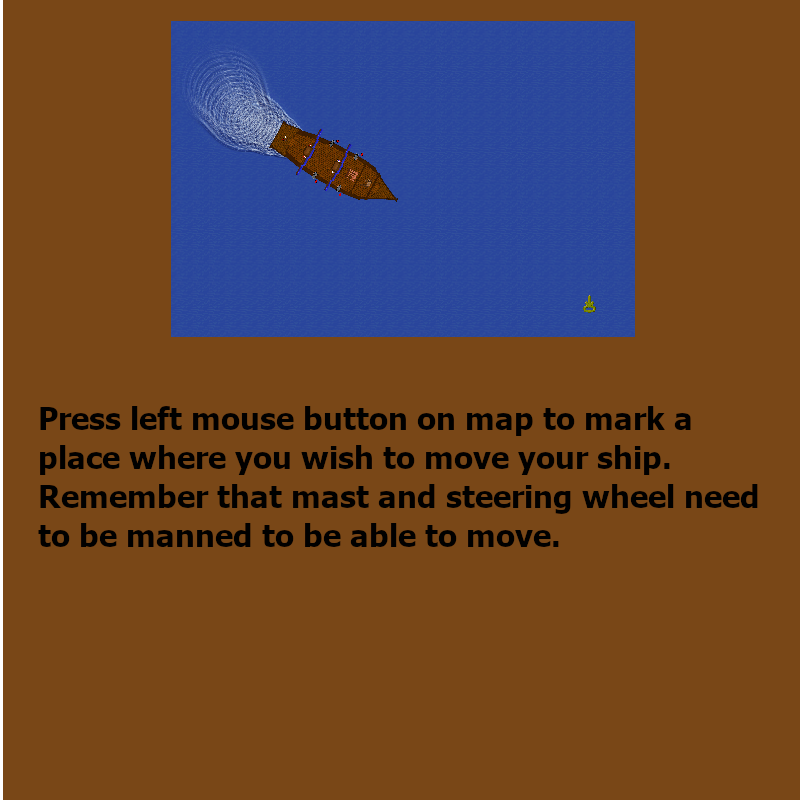 Press left mouse button on map to mark a
place where you wish to move your ship.
Remember that mast and steering wheel need
to be manned to be able to move.